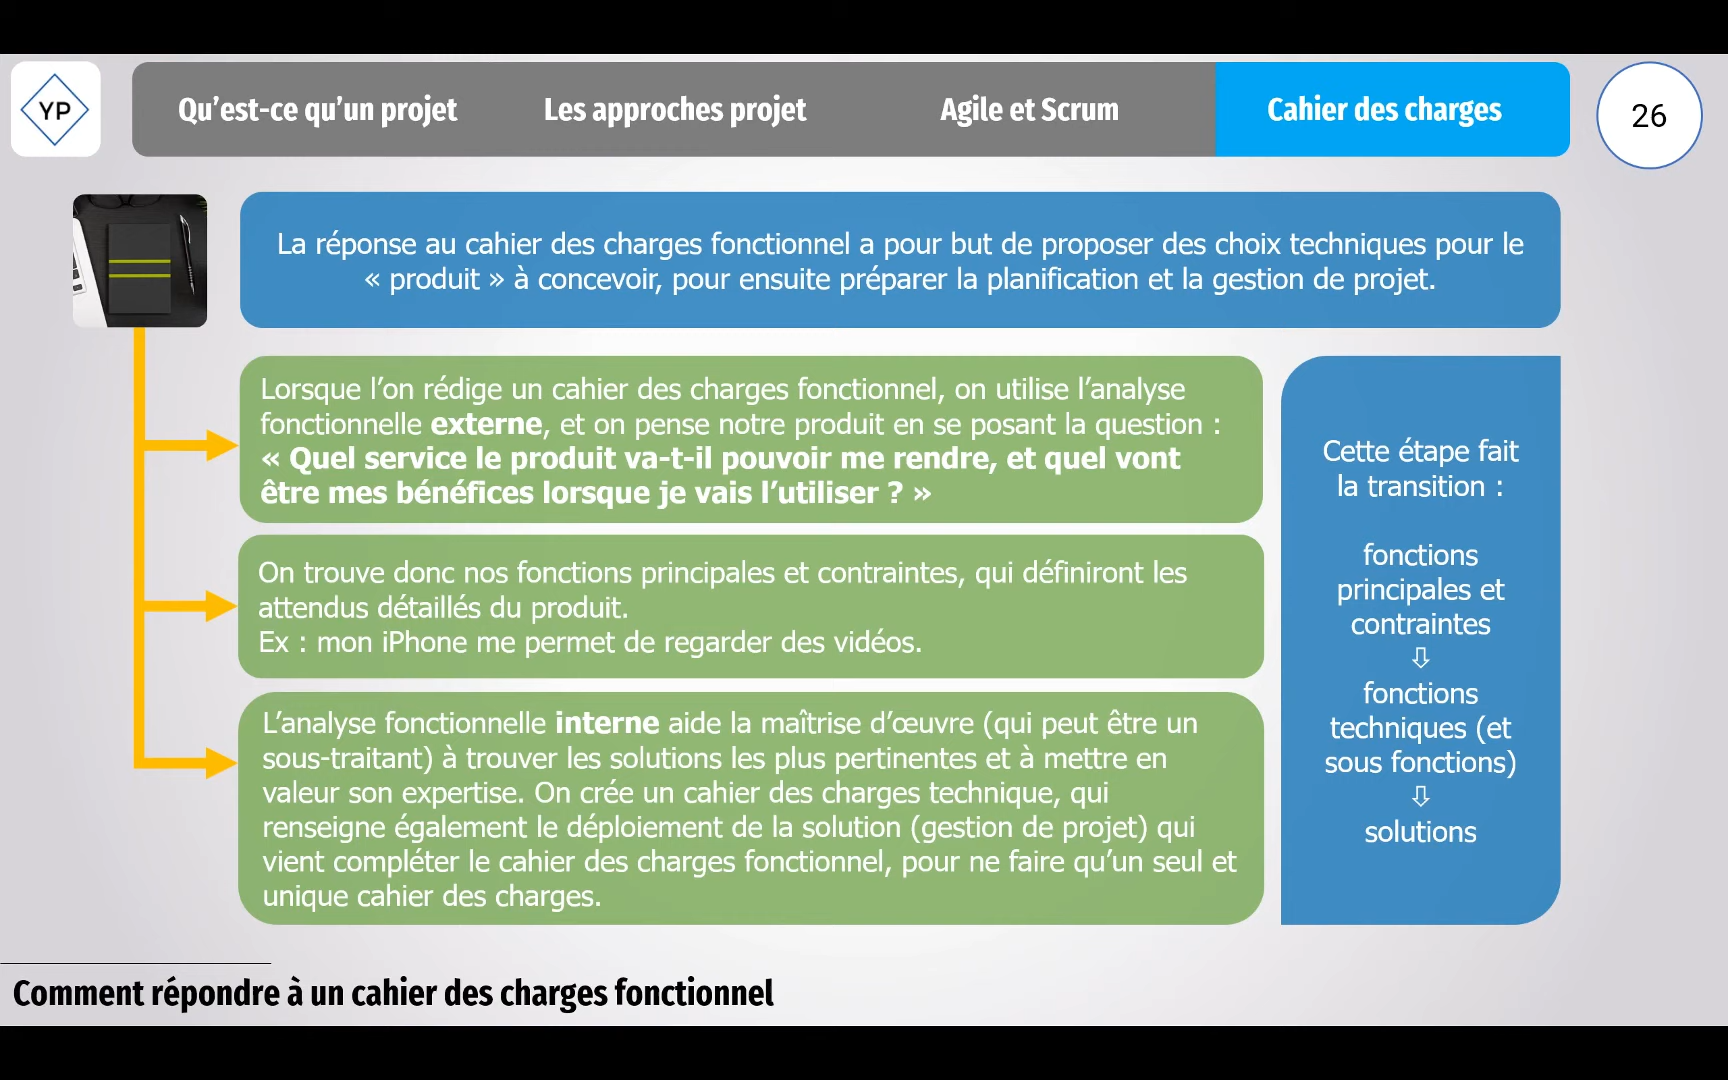 YP
Qu’est-ce qu’un projet
Les approches projet
Agile et Scrum
Cahier des charges
26
La réponse au cahier des charges fonctionnel a pour but de proposer des choix techniques pour le
« produit » à concevoir, pour ensuite préparer la planification et la gestion de projet.
Lorsque l’on rédige un cahier des charges fonctionnel, on utilise l’analyse
fonctionnelle externe, et on pense notre produit en se posant la question :
« Quel service le produit va-t-il pouvoir me rendre, et quel vont
être mes bénéfices lorsque je vais l’utiliser ? »
On trouve donc nos fonctions principales et contraintes, qui définiront les
attendus détaillés du produit.
Ex : mon iPhone me permet de regarder des vidéos.
L’analyse fonctionnelle interne aide la maîtrise d’œuvre (qui peut être un
sous-traitant) à trouver les solutions les plus pertinentes et à mettre en
valeur son expertise. On crée un cahier des charges technique, qui
renseigne également le déploiement de la solution (gestion de projet) qui
vient compléter le cahier des charges fonctionnel, pour ne faire qu’un seul et
unique cahier des charges.
Cette étape fait
la transition :
fonctions
principales et
contraintes
⇩
fonctions
techniques (et
sous fonctions)
⇩
solutions
Comment répondre à un cahier des charges fonctionnel